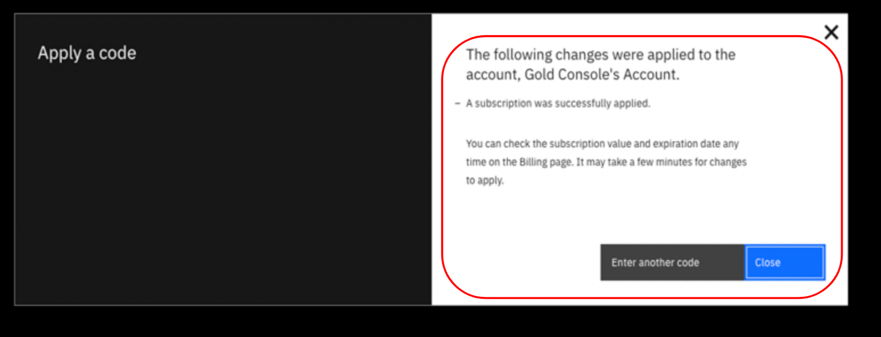 Apply a code
The following changes were applied to the
account, Gold Console's Account.
– A subscription was successfully applied.
You can check the subscription value and expiration date any
time on the Billing page. It may take a few minutes for changes
to apply.
Enter another code
Close